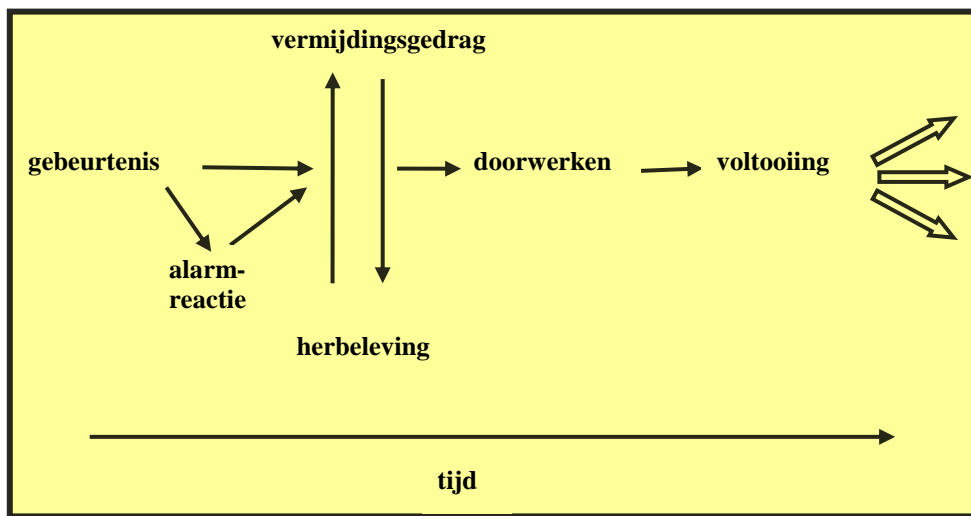 vermijdingsgedrag
gebeurtenis
doorwerken
voltooiing
alarm-
reactie
herbeleving
tijd